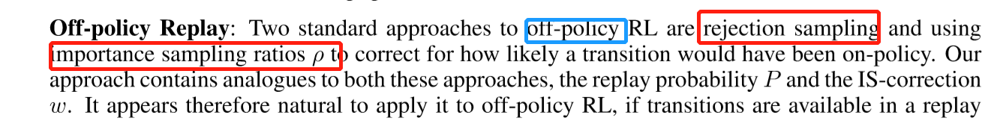 Off-policy Replay: Two standard approaches to off-policy RL are rejection sampling and using
importance sampling ratios ρ to correct for how likely a transition would have been on-policy. Our
approach contains analogues to both these approaches, the replay probability P and the IS-correction
w. It appears therefore natural to apply it to off-policy RL, if transitions are available in a replay